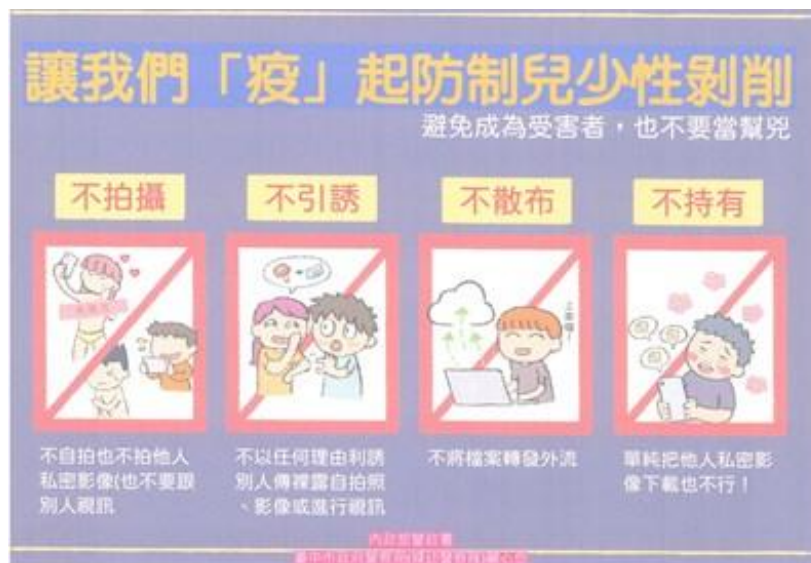 讓我們「疫」起防制兒少性剝削
避免成為受害者，也不要當幫兇
不拍攝
不引誘
不散布
不持有
不自拍也不拍他人
私密影像(也不要跟
別人視訊
不以任何理由利誘
別人傳裸露自拍照
、影像或進行視訊
不將檔案轉發外流
單純把他人私密影
像下載也不行！
內政部警政署